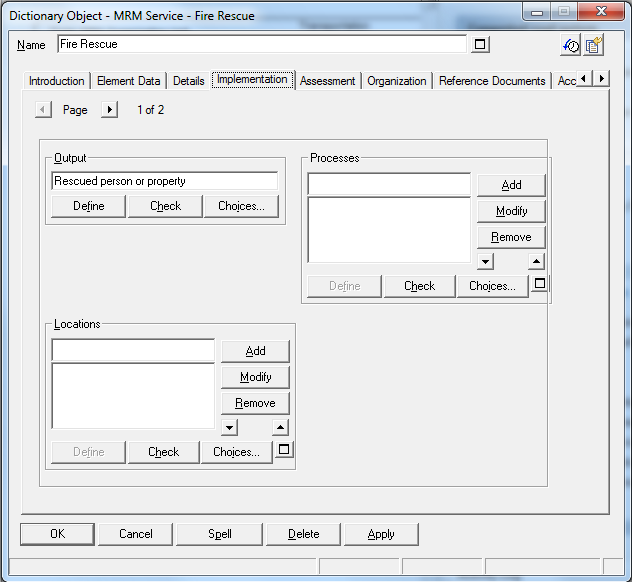 Dictionary Object - MRM Service - Fire Rescue
Name Fire Rescue
Introduction Element Data Details Implementation Assessment Organization Reference Documents Acc
Page 1 of 2
Output
Rescued person or property
Define Check Choices...
Processes
Add
Modify
Remove
Define Check Choices...
Locations
Add
Modify
Remove
Define Check Choices...
OK Cancel Spell Delete Apply